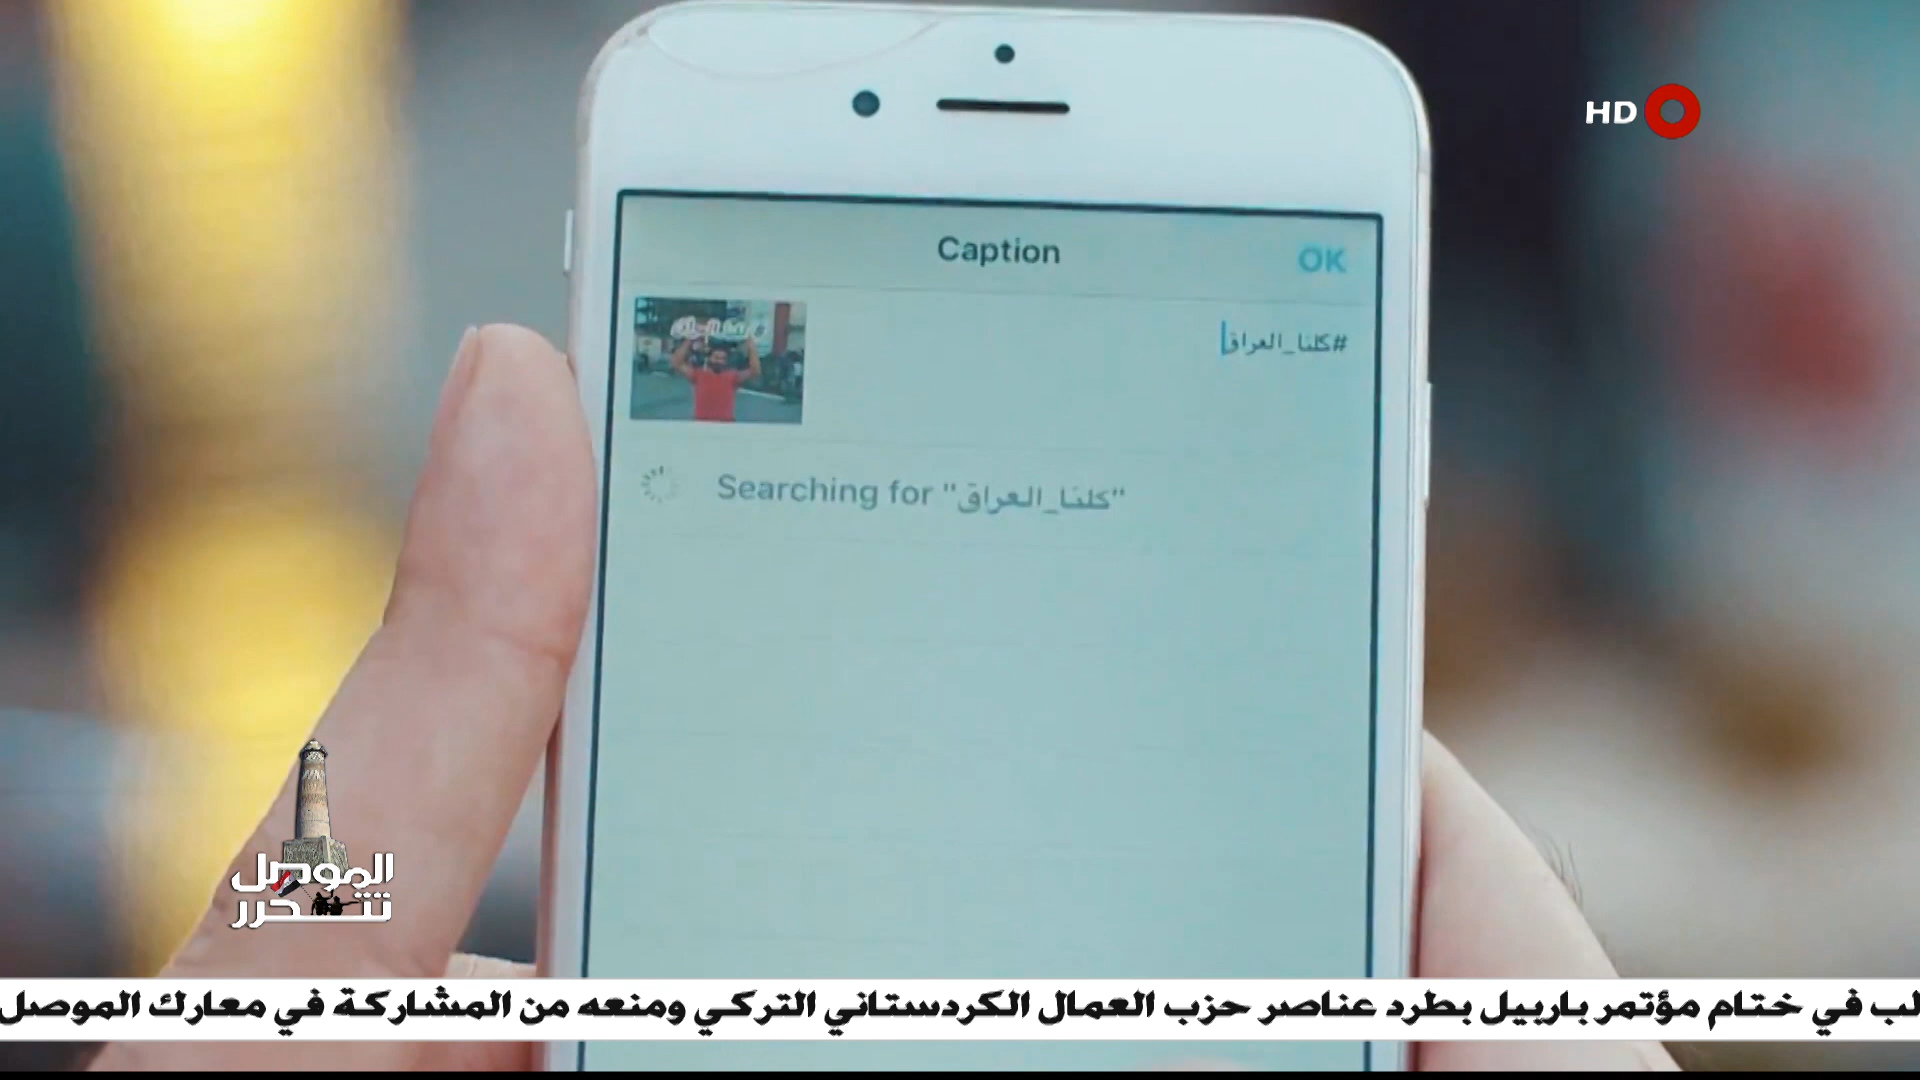 HD
Caption
OK
#كلنا_العراق
Searching for "كلنا_العراق"
الموصل
تتحرر
لب في ختام مؤتمر باربيل بطرد عناصر حزب العمال الكردستاني التركي ومنعه من المشاركة في معارك الموصل